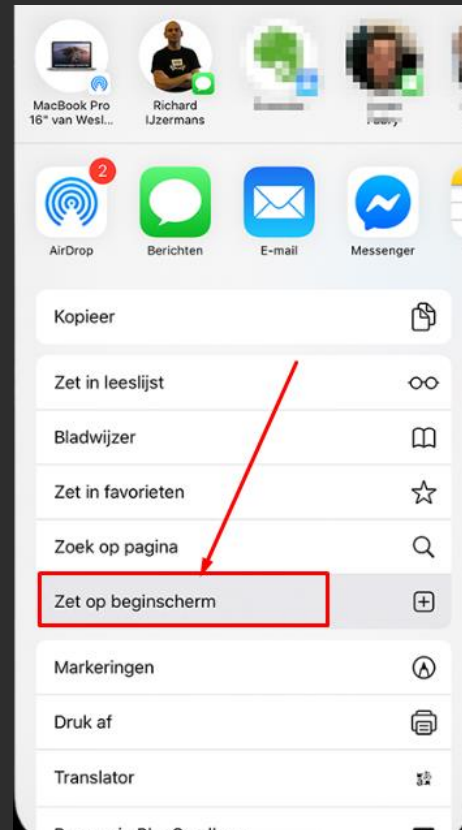 MacBook Pro
16" van Wesl...
Richard
IJzermans
2
AirDrop
Berichten
E-mail
Messenger
Kopieer
Zet in leeslijst
Bladwijzer
Zet in favorieten
Zoek op pagina
Zet op beginscherm
Markeringen
Druk af
Translator